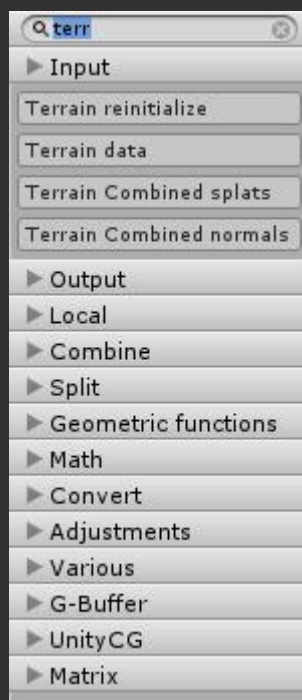 terr
Input
Terrain reinitialize
Terrain data
Terrain Combined splats
Terrain Combined normals
Output
Local
Combine
Split
Geometric functions
Math
Convert
Adjustments
Various
G-Buffer
UnityCG
Matrix